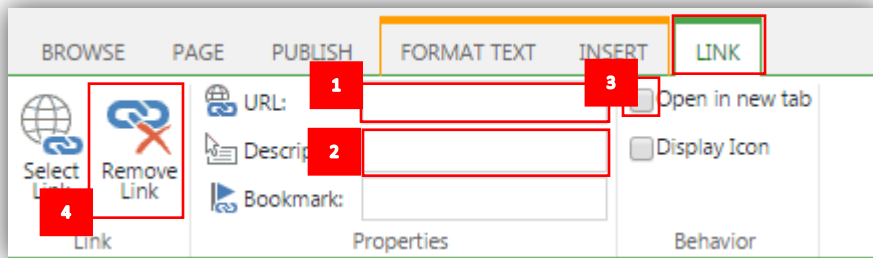 BROWSE PAGE PUBLISH FORMAT TEXT INSERT LINK
1
3
URL:
Open in new tab
2
Descrip
Display Icon
Select
Remove
Link
4
Bookmark:
Link Properties Behavior